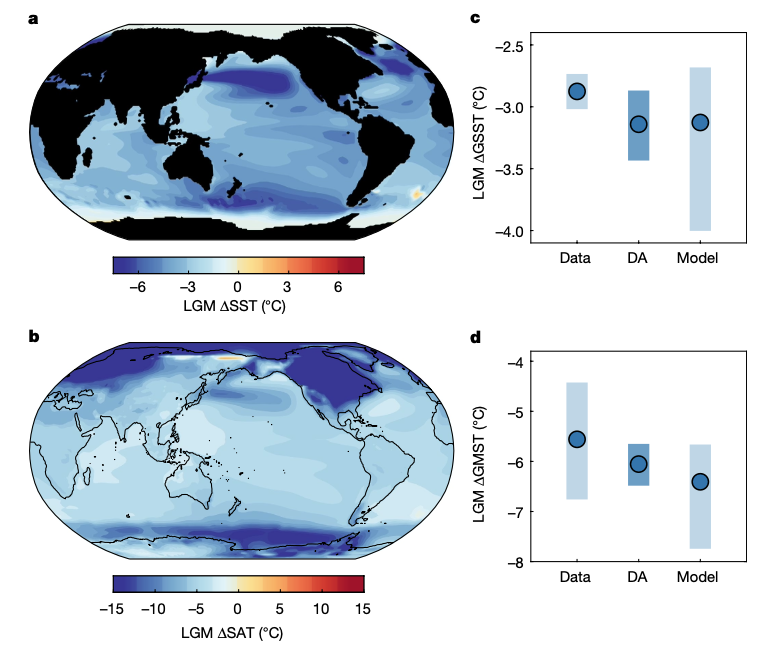 a
−6 −3 0 3 6
LGM ΔSST (°C)
b
−15 −10 −5 0 5 10 15
LGM ΔSAT (°C)
c
−2.5
−3.0
−3.5
−4.0
LGM ΔGSST (°C)
Data DA Model
d
−4
−5
−6
−7
−8
LGM ΔGMST (°C)
Data DA Model